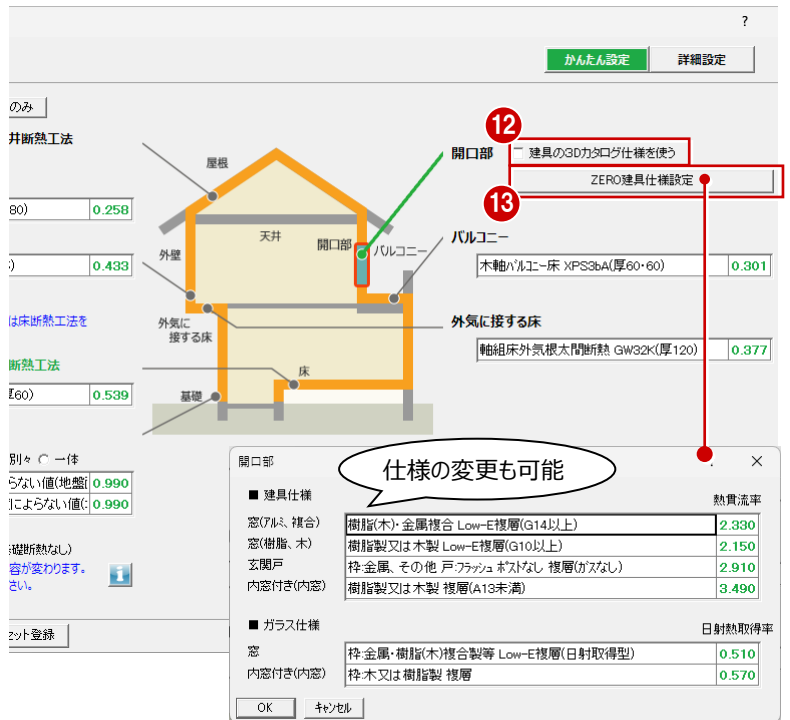 ?
かんたん設定 詳細設定
のみ
井断熱工法
⑫
開口部 建具の3Dカタログ仕様を使う
ZERO建具仕様設定
⑬
屋根
80) 0.258
天井 開口部 バルコニー
バルコニー
外壁
) 0.433
木軸バルコニー床 XPS3bA(厚60・60) 0.301
は床断熱工法を
外気に接する床
外気に接する床
断熱工法
軸組床外気根太間断熱 GW32K(厚120) 0.377
床
厚60) 0.539
基礎
別々 一体
らない値(地盤 0.990
によらない値(: 0.990
基礎断熱なし)
容が変わります。
さい。
i
セット登録
開口部
仕様の変更も可能
■ 建具仕様
熱貫流率
窓(アルミ、複合) 樹脂(木)・金属複合 Low-E複層(G14以上) 2.330
窓(樹脂、木) 樹脂製又は木製 Low-E複層(G10以上) 2.150
玄関戸 枠:金属、その他 戸:フラッシュ ポストなし 複層(ガスなし) 2.910
内窓付き(内窓) 樹脂製又は木製 複層(A13未満) 3.490
■ ガラス仕様
日射熱取得率
窓 枠:金属・樹脂(木)複合製等 Low-E複層(日射取得型) 0.510
内窓付き(内窓) 枠:木又は樹脂製 複層 0.570
OK キャンセル